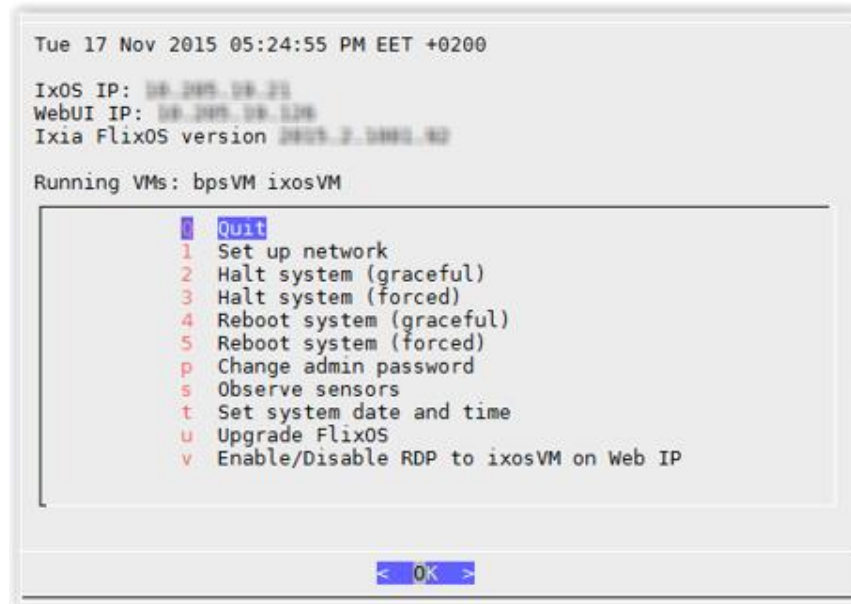 Tue 17 Nov 2015 05:24:55 PM EET +0200
IxOS IP:
WebUI IP:
Ixia FlixOS version
Running VMs: bpsVM ixosVM
Q Quit
1 Set up network
2 Halt system (graceful)
3 Halt system (forced)
4 Reboot system (graceful)
5 Reboot system (forced)
p Change admin password
s Observe sensors
t Set system date and time
u Upgrade FlixOS
v Enable/Disable RDP to ixosVM on Web IP
< OK >